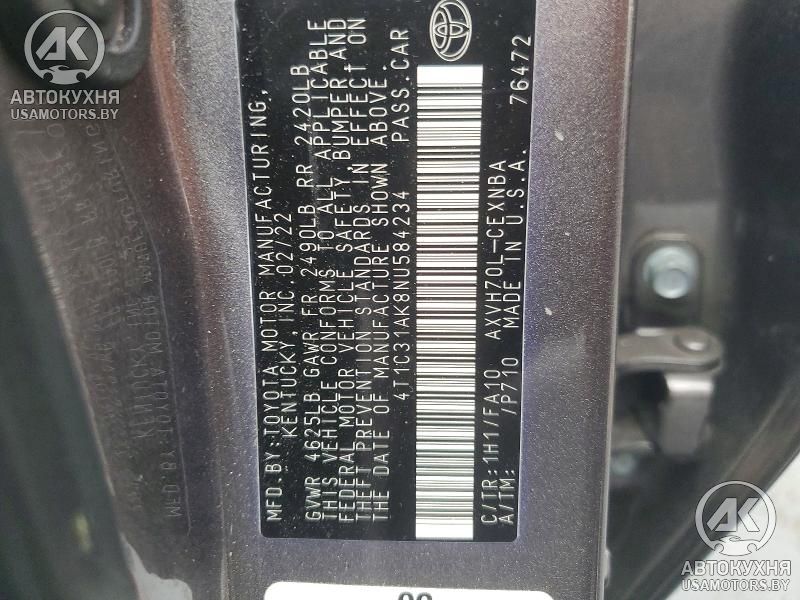 AK
АВТОКУХНЯ
USAMOTORS.BY
MFD.BY:TOYOTA MOTOR MANUFACTURING,
KENTUCKY, INC. 02/22
GVWR 4625LB GAWR FR 2490LB RR 2420LB
THIS VEHICLE CONFORMS TO ALL APPLICABLE
FEDERAL MOTOR VEHICLE SAFETY, BUMPER AND
THEFT PREVENTION STANDARDS IN EFFECT ON
THE DATE OF MANUFACTURE SHOWN ABOVE.
4T1C31AK8NU584234 PASS.CAR
C/TR:1H1/FA10 AXVH70L-CEXNBA
A/TM: /P710 MADE IN U.S.A. 76472
AK
АВТОКУХНЯ
USAMOTORS.BY